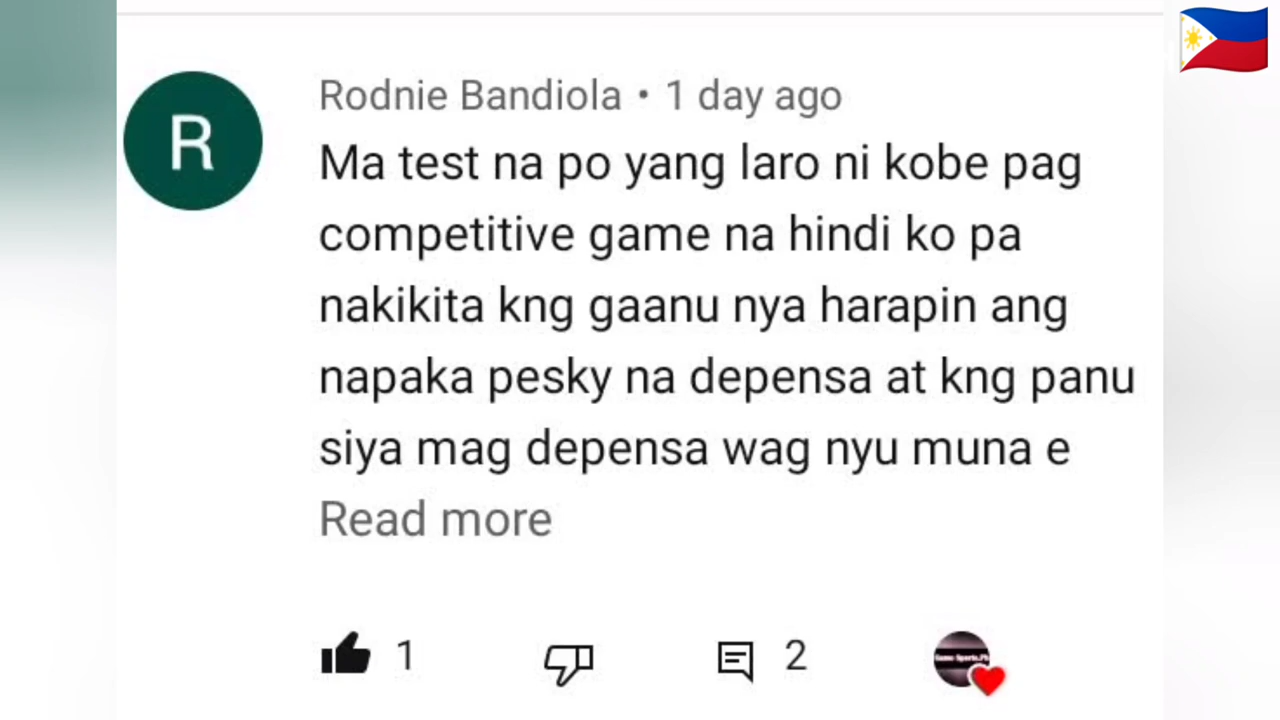 R
Rodnie Bandiola • 1 day ago
Ma test na po yang laro ni kobe pag
competitive game na hindi ko pa
nakikita kng gaanu nya harapin ang
napaka pesky na depensa at kng panu
siya mag depensa wag nyu muna e
Read more
1
2